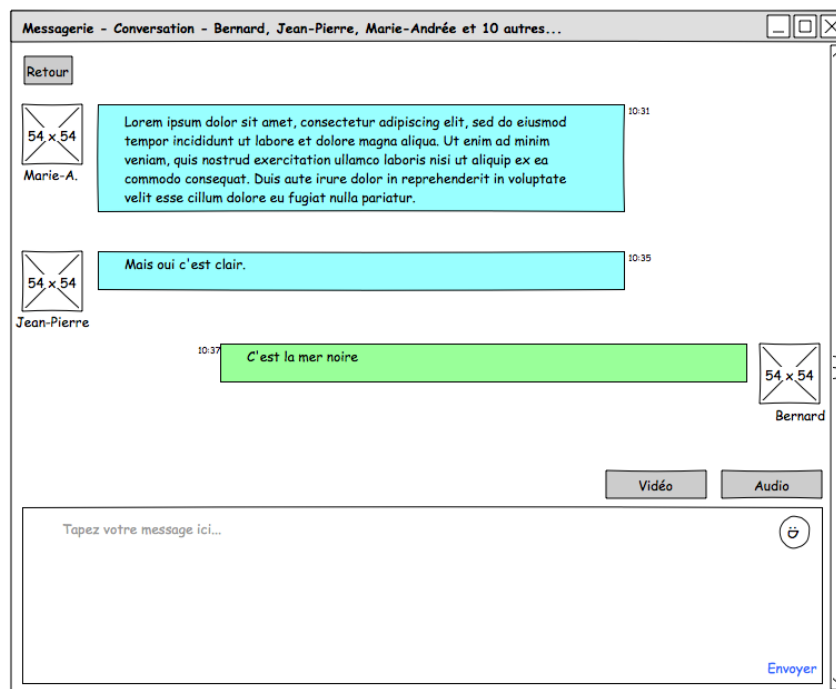 Messagerie - Conversation - Bernard, Jean-Pierre, Marie-Andrée et 10 autres...
Retour
54 x 54
Marie-A.
Lorem ipsum dolor sit amet, consectetur adipiscing elit, sed do eiusmod
tempor incididunt ut labore et dolore magna aliqua. Ut enim ad minim
veniam, quis nostrud exercitation ullamco laboris nisi ut aliquip ex ea
commodo consequat. Duis aute irure dolor in reprehenderit in voluptate
velit esse cillum dolore eu fugiat nulla pariatur.
10:31
54 x 54
Jean-Pierre
Mais oui c'est clair.
10:35
10:37
C'est la mer noire
54 x 54
Bernard
Vidéo
Audio
Tapez votre message ici...
Envoyer